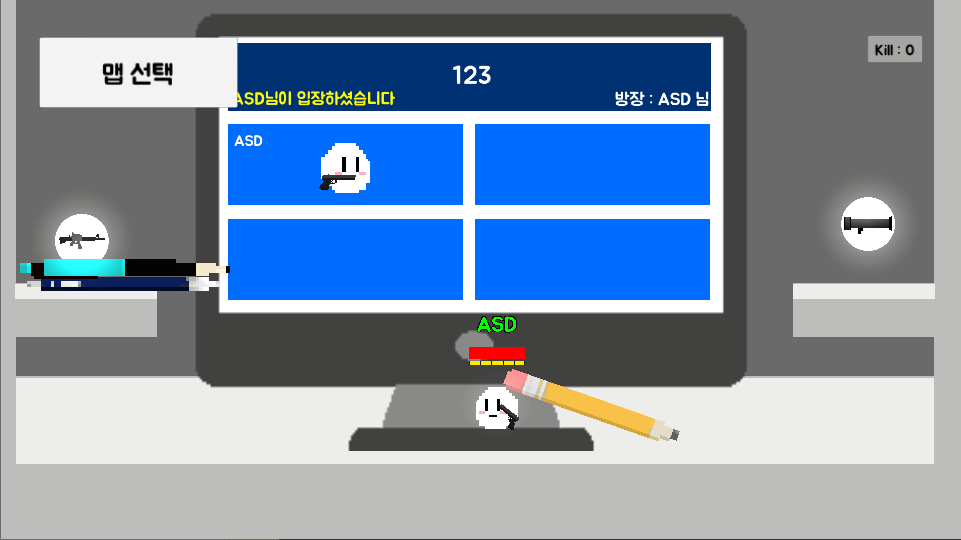 맵 선택
123
Kill : 0
ASD님이 입장하셨습니다
방장 : ASD 님
ASD
ASD